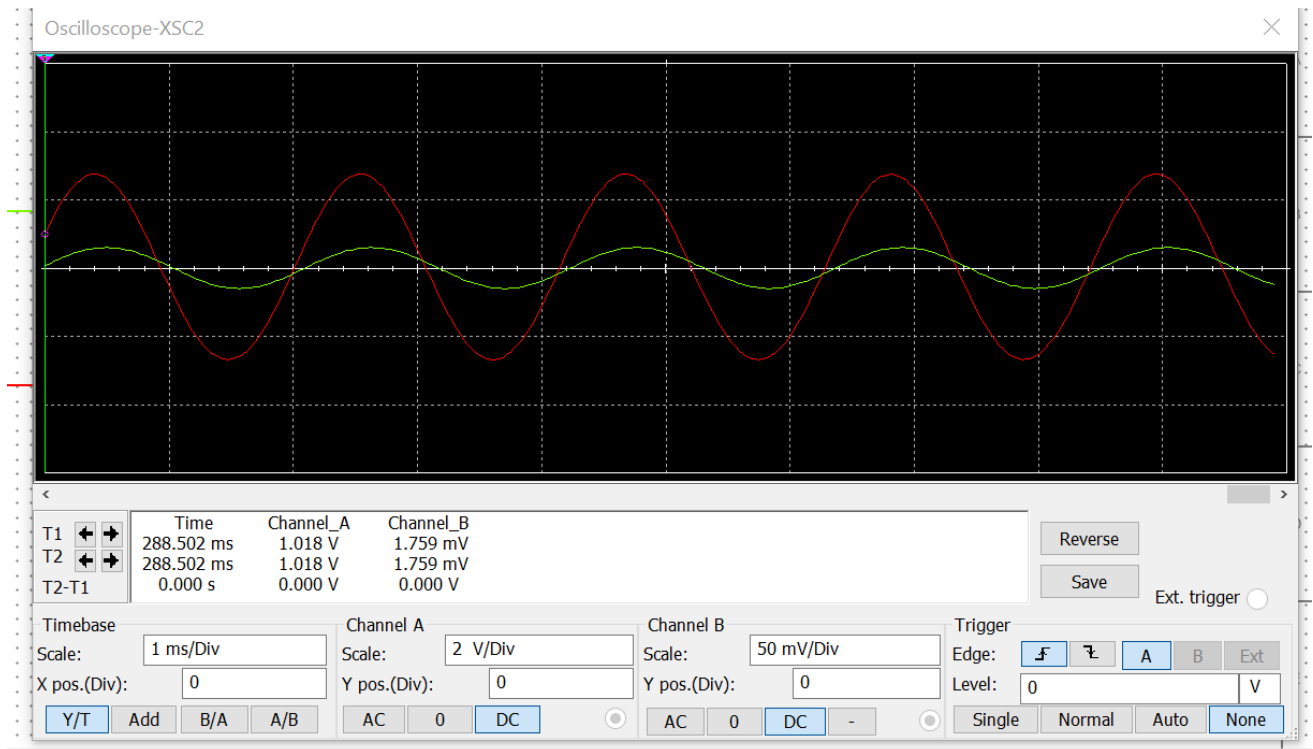 Oscilloscope-XSC2
T1
T2
T2-T1
Time Channel_A Channel_B
288.502 ms 1.018 V 1.759 mV
288.502 ms 1.018 V 1.759 mV
0.000 s 0.000 V 0.000 V
Reverse
Save
Ext. trigger
Timebase
Scale: 1 ms/Div
X pos.(Div): 0
Y/T Add B/A A/B
Channel A
Scale: 2 V/Div
Y pos.(Div): 0
AC 0 DC
Channel B
Scale: 50 mV/Div
Y pos.(Div): 0
AC 0 DC -
Trigger
Edge: A B Ext
Level: 0 V
Single Normal Auto None